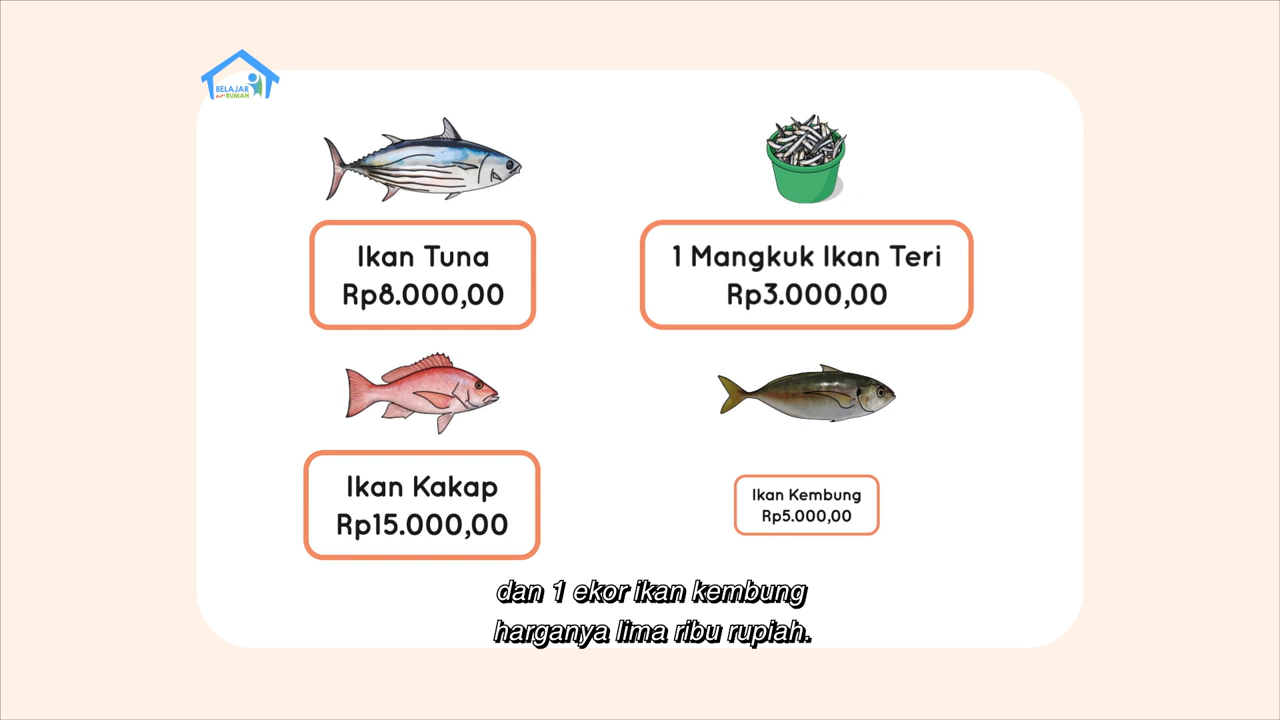 BELAJAR
dari RUMAH
Ikan Tuna
Rp8.000,00
1 Mangkuk Ikan Teri
Rp3.000,00
Ikan Kakap
Rp15.000,00
Ikan Kembung
Rp5.000,00
dan 1 ekor ikan kembung
harganya lima ribu rupiah.